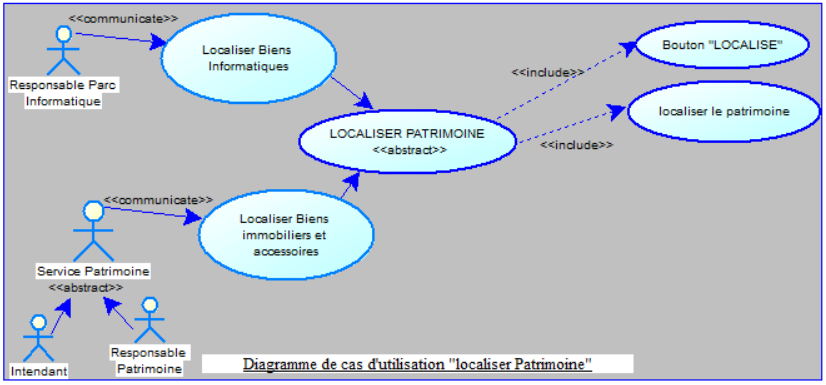 <<communicate>>
Responsable Parc
Informatique
Localiser Biens
Informatiques
Bouton "LOCALISE"
<<include>>
localiser le patrimoine
LOCALISER PATRIMOINE
<<abstract>>
<<include>>
<<communicate>>
Localiser Biens
immobiliers et
accessoires
Service Patrimoine
<<abstract>>
Intendant
Responsable
Patrimoine
Diagramme de cas d'utilisation "localiser Patrimoine"